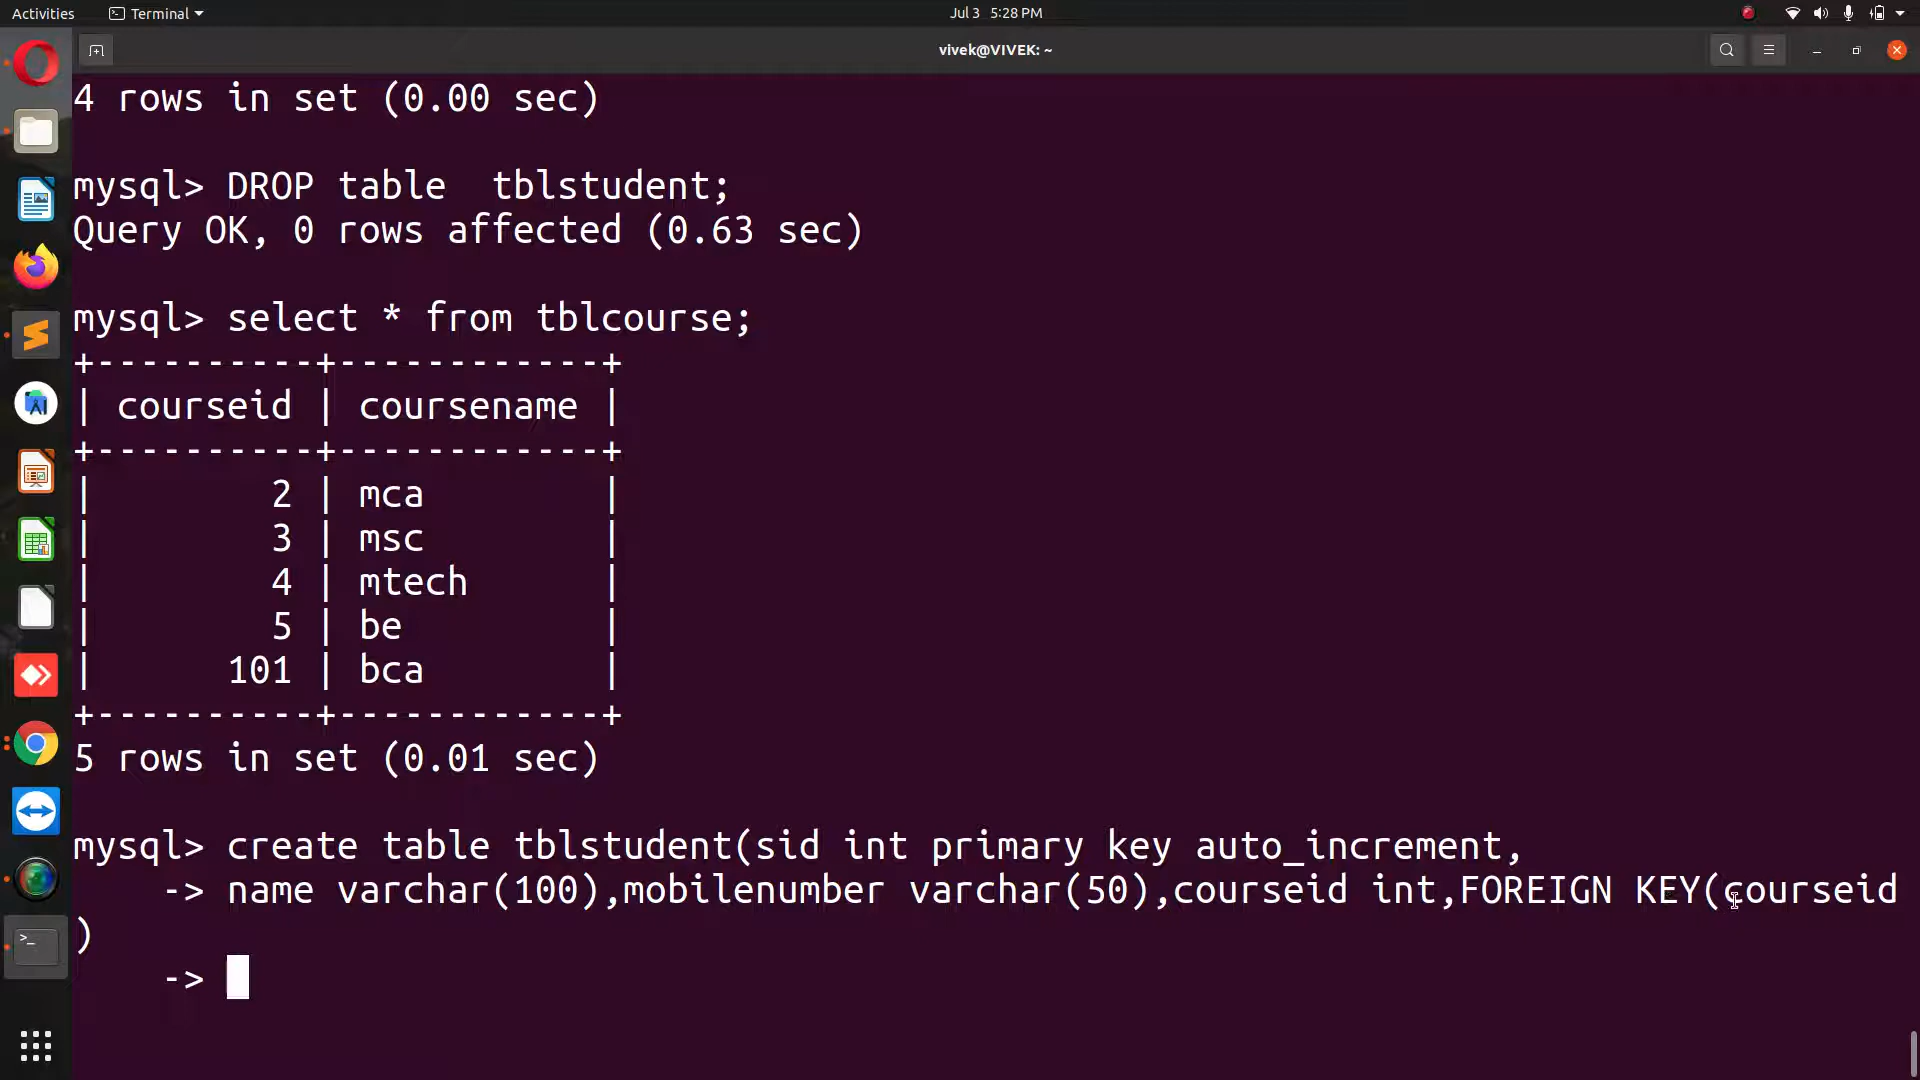 Activities Terminal Jul 3 5:28 PM
vivek@VIVEK: ~
4 rows in set (0.00 sec)
mysql> DROP table  tblstudent;
Query OK, 0 rows affected (0.63 sec)
mysql> select * from tblcourse;
+----------+------------+
| courseid | coursename |
+----------+------------+
|        2 | mca        |
|        3 | msc        |
|        4 | mtech      |
|        5 | be         |
|      101 | bca        |
+----------+------------+
5 rows in set (0.01 sec)
mysql> create table tblstudent(sid int primary key auto_increment,
    -> name varchar(100),mobilenumber varchar(50),courseid int,FOREIGN KEY(courseid
)
    ->